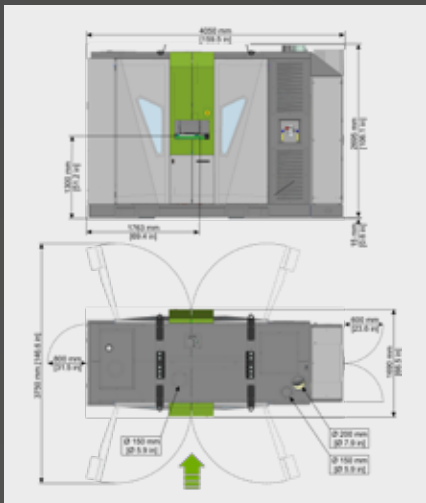 4050 mm
[159.5 in]
2695 mm
[106.1 in]
1300 mm
[51.2 in]
15 mm
[0.6 in]
1763 mm
[69.4 in]
3750 mm [146.6 in]
800 mm
[31.5 in]
600 mm
[23.6 in]
1690 mm
[66.5 in]
Ø 150 mm
[Ø 5.9 in]
Ø 200 mm
[Ø 7.9 in]
Ø 150 mm
[Ø 5.9 in]